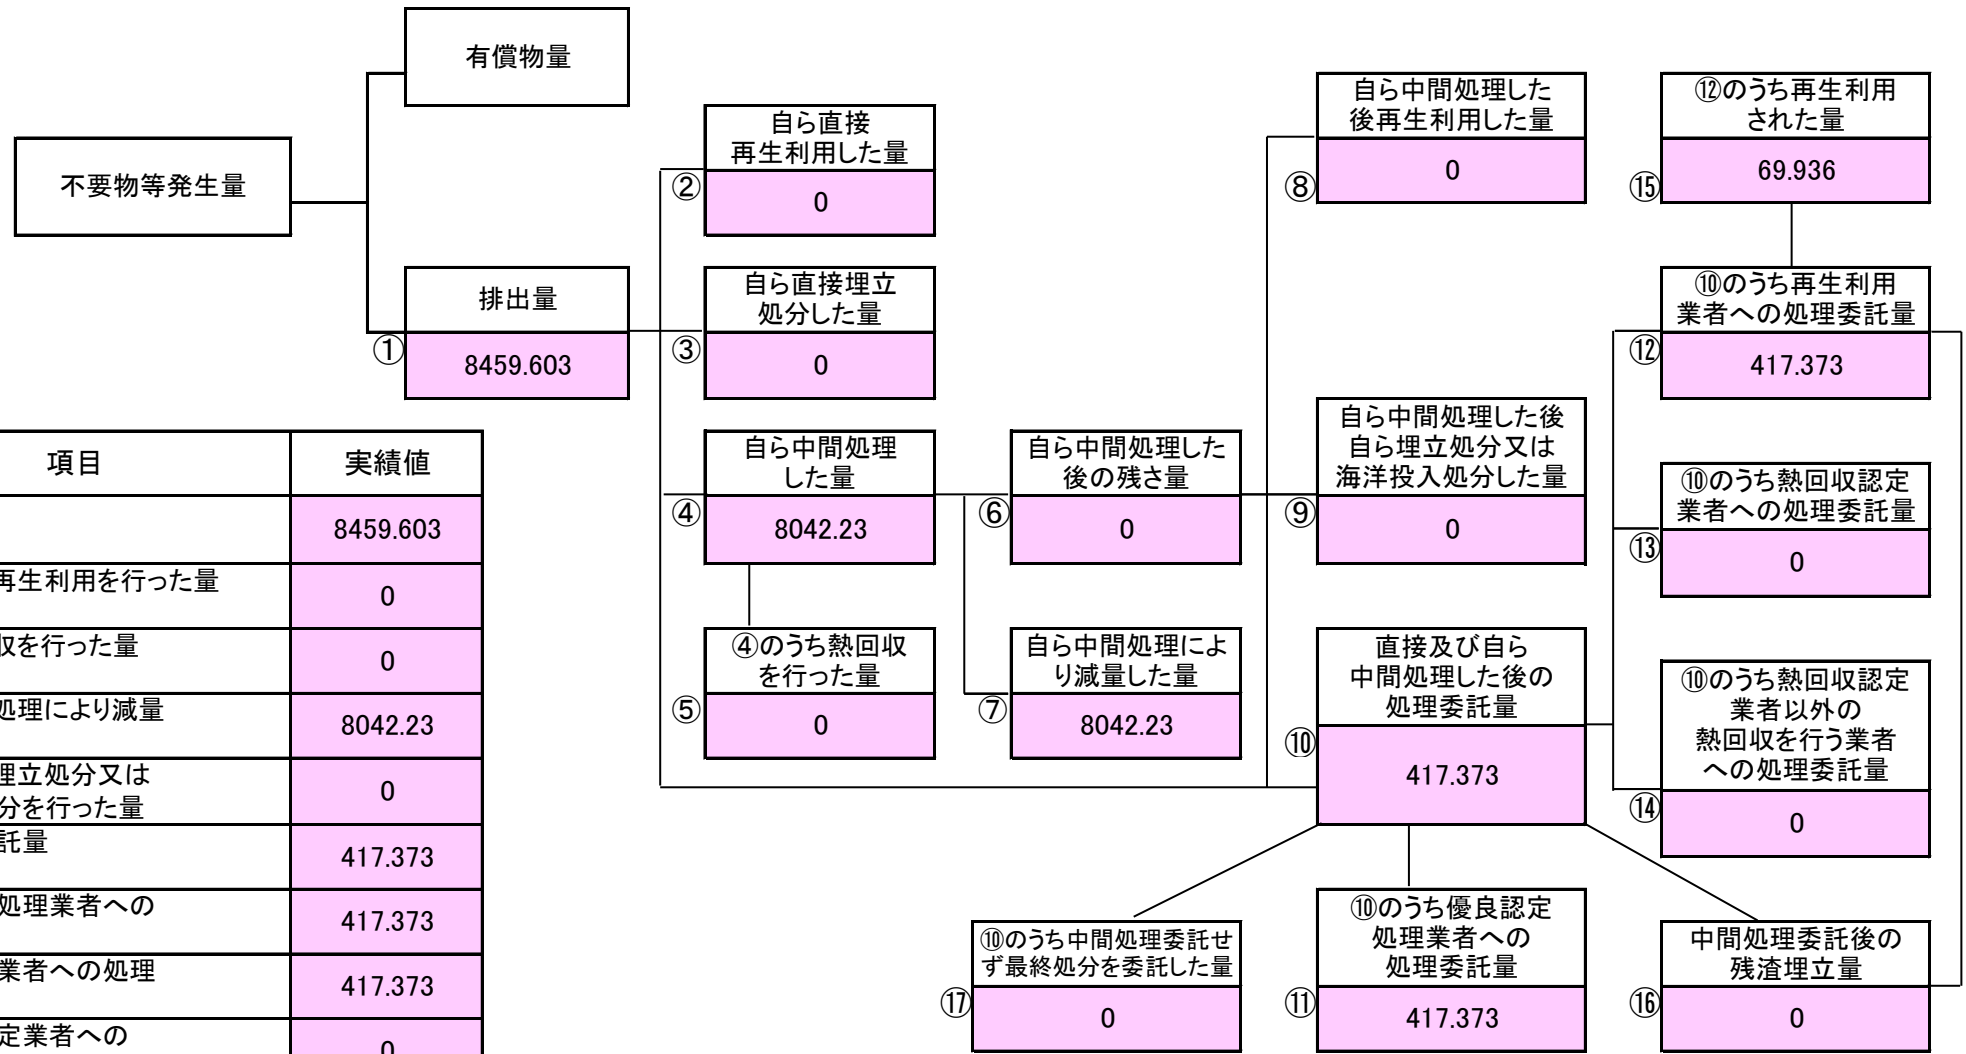 有償物量
不要物等発生量
自ら直接
再生利用した量
②
0
自ら中間処理した
後再生利用した量
⑧
0
⑫のうち再生利用
された量
⑮
69.936
排出量
①
8459.603
自ら直接埋立
処分した量
③
0
⑩のうち再生利用
業者への処理委託量
⑫
417.373
自ら中間処理
した量
④
8042.23
自ら中間処理した
後の残さ量
⑥
0
自ら中間処理した後
自ら埋立処分又は
海洋投入処分した量
⑨
0
⑩のうち熱回収認定
業者への処理委託量
⑬
0
④のうち熱回収
を行った量
⑤
0
自ら中間処理によ
り減量した量
⑦
8042.23
直接及び自ら
中間処理した後の
処理委託量
⑩
417.373
⑩のうち熱回収認定
業者以外の
熱回収を行う業者
への処理委託量
⑭
0
⑩のうち中間処理委託せ
ず最終処分を委託した量
⑰
0
⑩のうち優良認定
処理業者への
処理委託量
⑪
417.373
中間処理委託後の
残渣埋立量
⑯
0
項目 実績値
8459.603
再生利用を行った量
0
収を行った量
0
処理により減量
8042.23
埋立処分又は
分を行った量
0
託量
417.373
処理業者への
417.373
業者への処理
417.373
定業者への
0